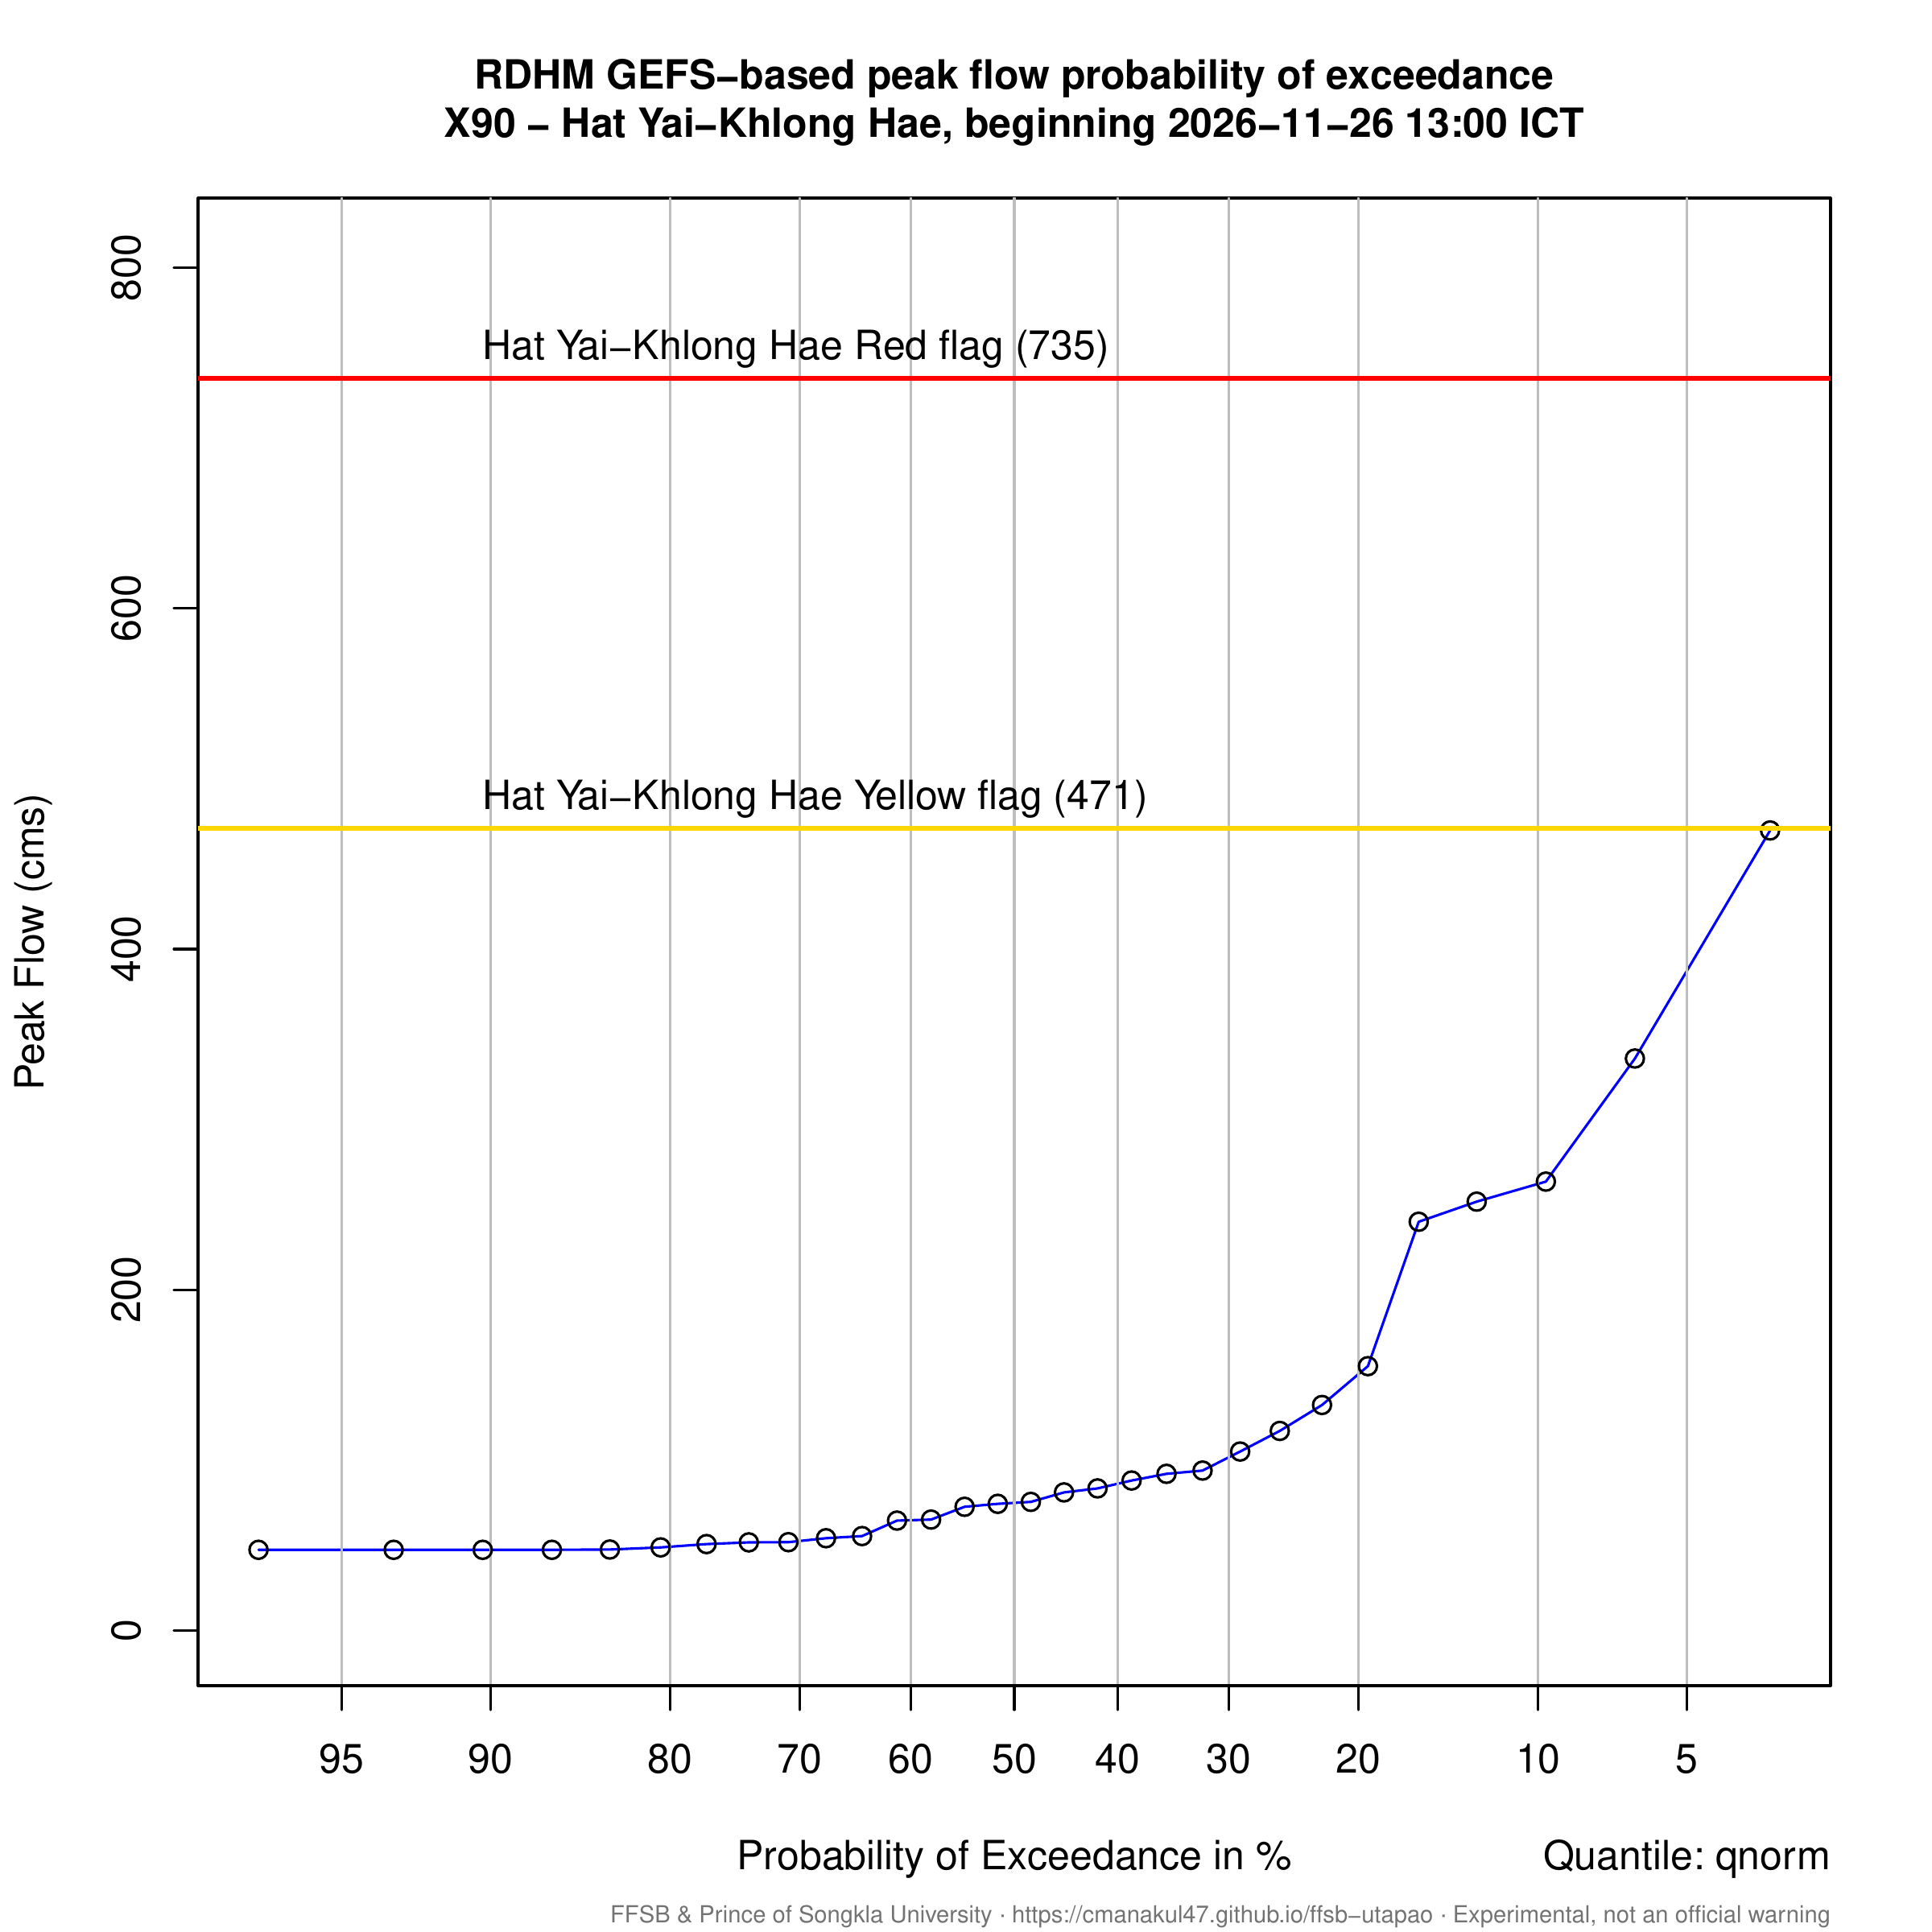 RDHM GEFS−based peak flow probability of exceedance
X90 − Hat Yai−Khlong Hae, beginning 2026−11−26 13:00 ICT
800
600
400
200
0
Peak Flow (cms)
Hat Yai−Khlong Hae Red flag (735)
Hat Yai−Khlong Hae Yellow flag (471)
95 90 80 70 60 50 40 30 20 10 5
Probability of Exceedance in %
Quantile: qnorm
FFSB & Prince of Songkla University · https://cmanakul47.github.io/ffsb−utapao · Experimental, not an official warning